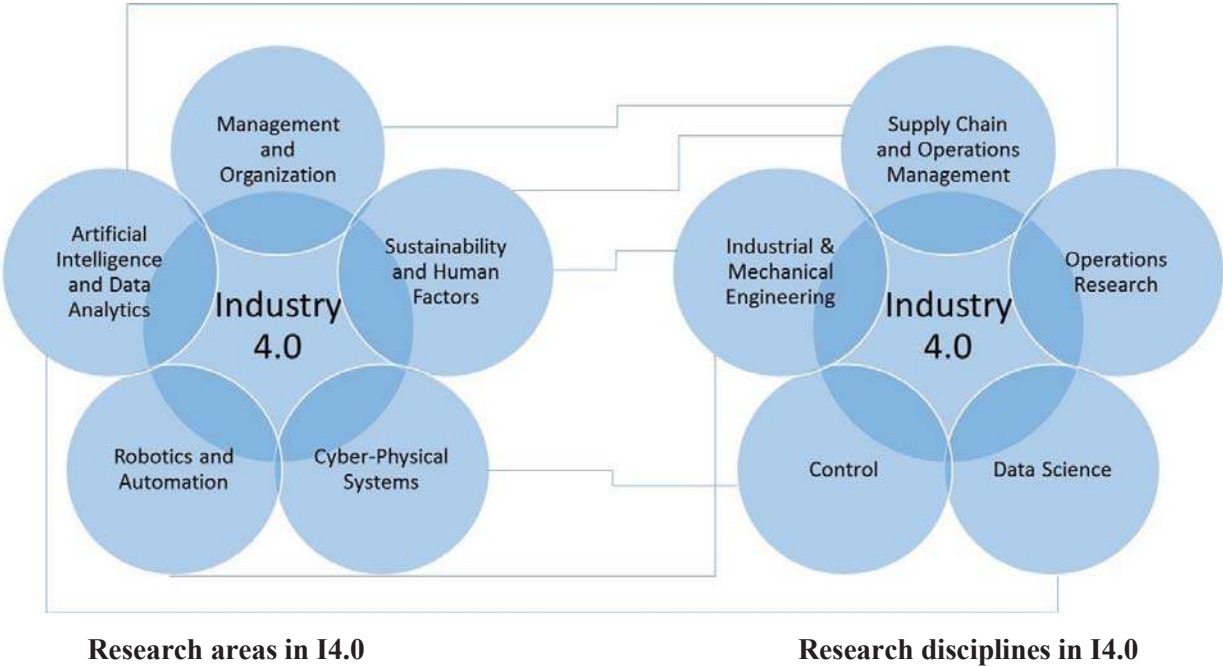 Management
and
Organization
Artificial
Intelligence
and Data
Analytics
Sustainability
and Human
Factors
Industry
4.0
Robotics and
Automation
Cyber-Physical
Systems
Supply Chain
and Operations
Management
Industrial &
Mechanical
Engineering
Operations
Research
Industry
4.0
Control
Data Science
Research areas in I4.0
Research disciplines in I4.0